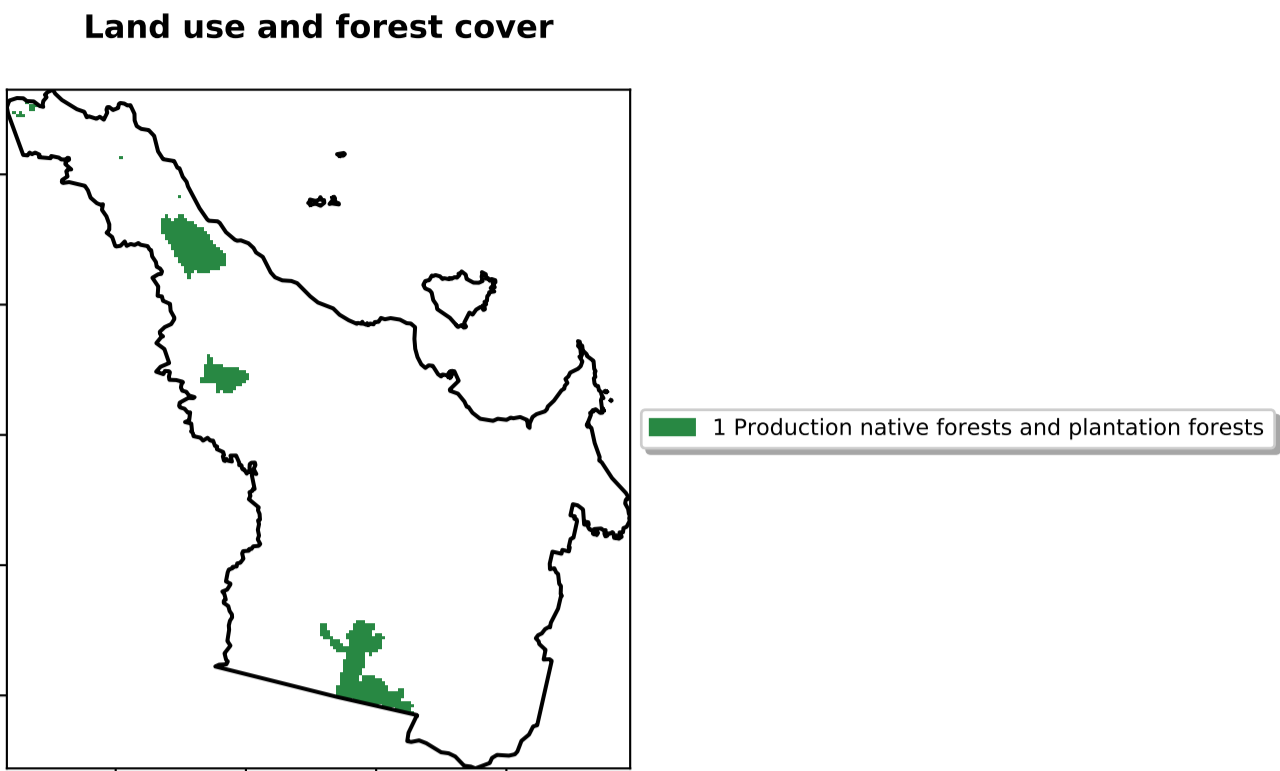 Land use and forest cover
1 Production native forests and plantation forests